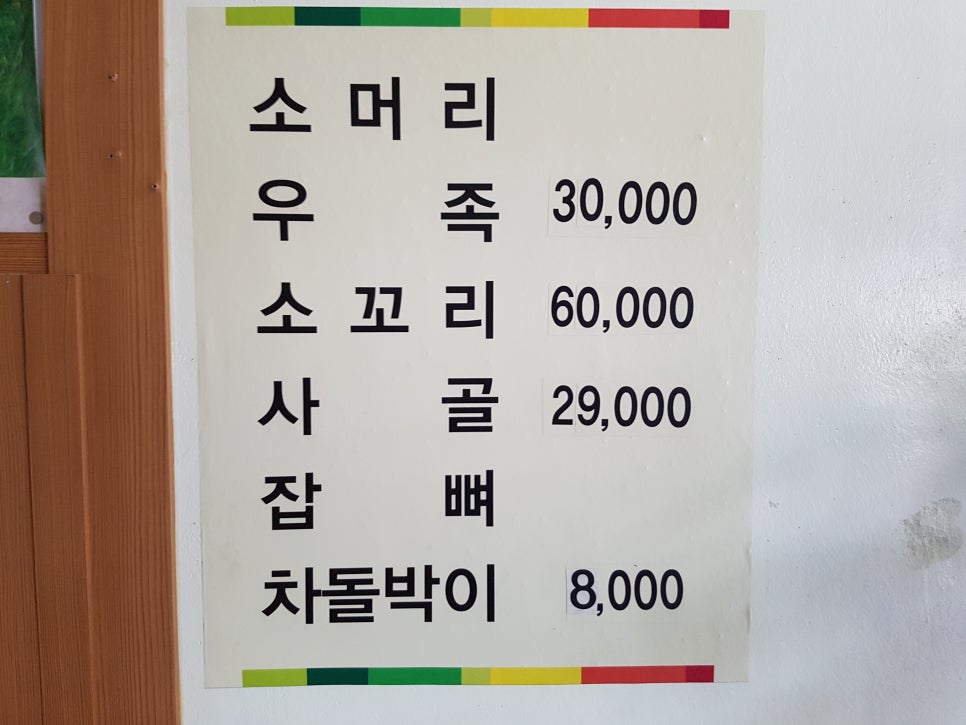 소머리
우족 30,000
소꼬리 60,000
사골 29,000
잡뼈
차돌박이 8,000